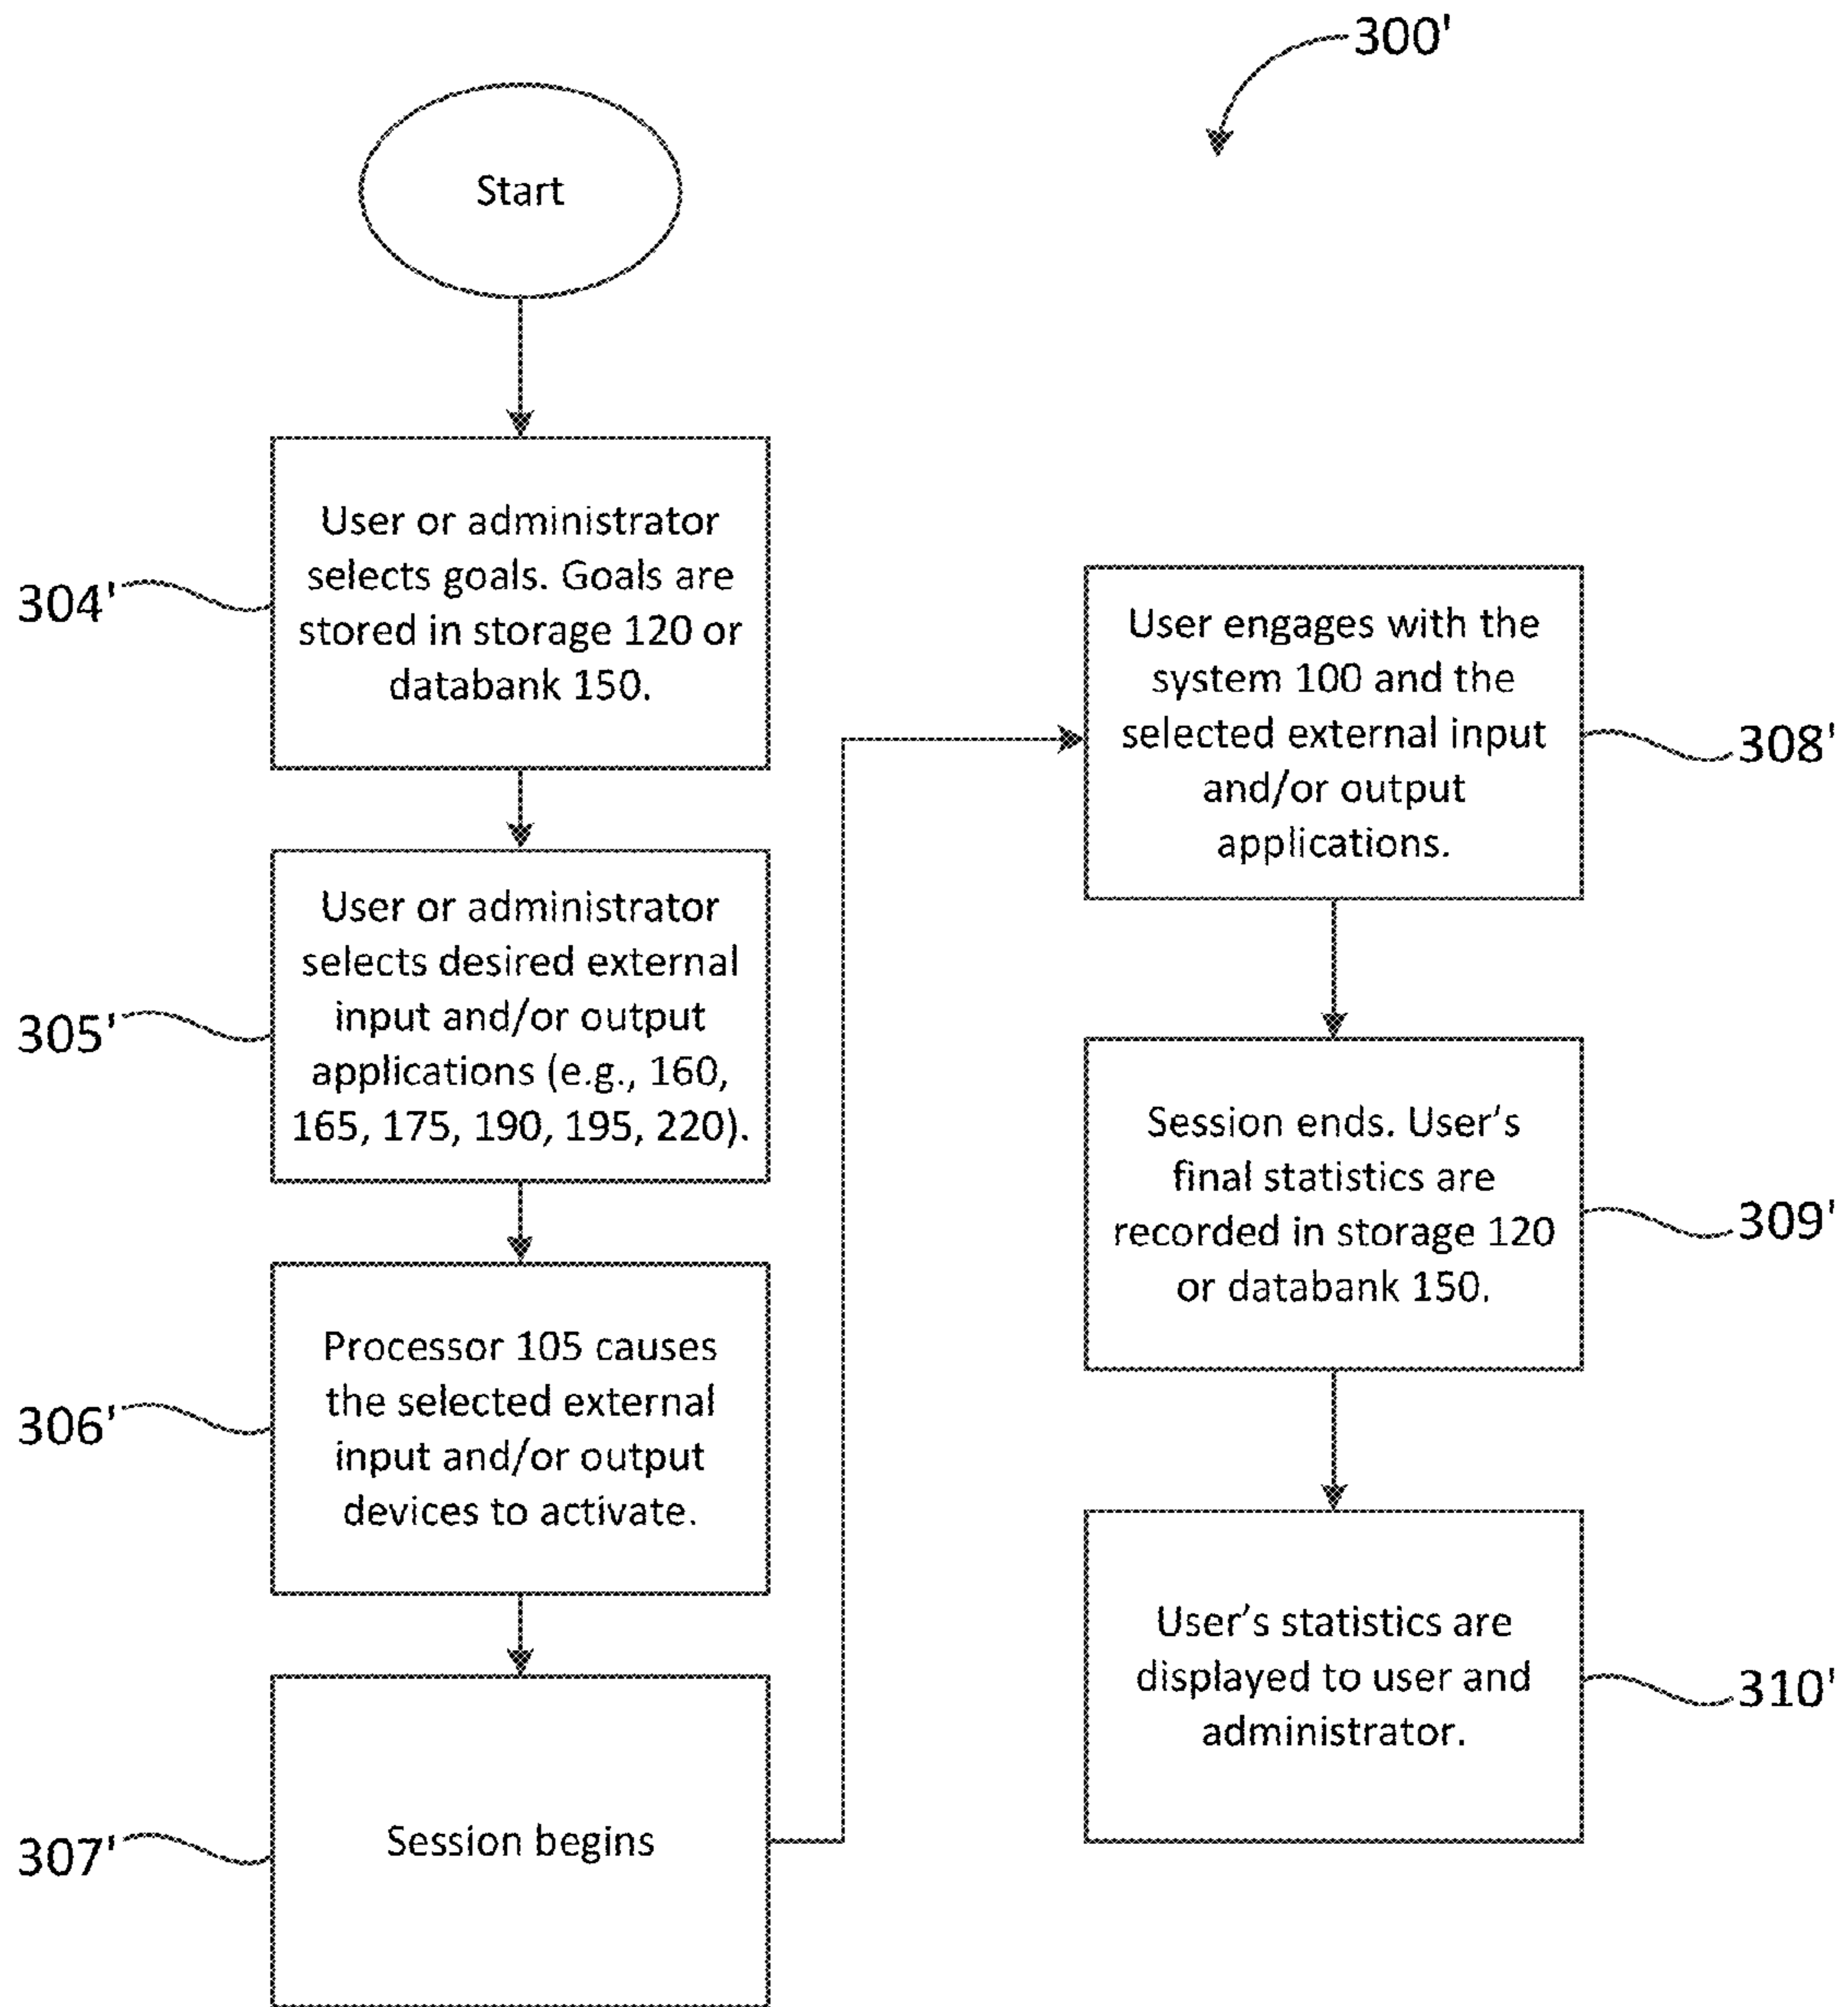 300'
Start
304'
User or administrator
selects goals. Goals are
stored in storage 120 or
databank 150.
305'
User or administrator
selects desired external
input and/or output
applications (e.g., 160,
165, 175, 190, 195, 220).
306'
Processor 105 causes
the selected external
input and/or output
devices to activate.
307'
Session begins
User engages with the
system 100 and the
selected external input
and/or output
applications.
308'
Session ends. User's
final statistics are
recorded in storage 120
or databank 150.
309'
User's statistics are
displayed to user and
administrator.
310'